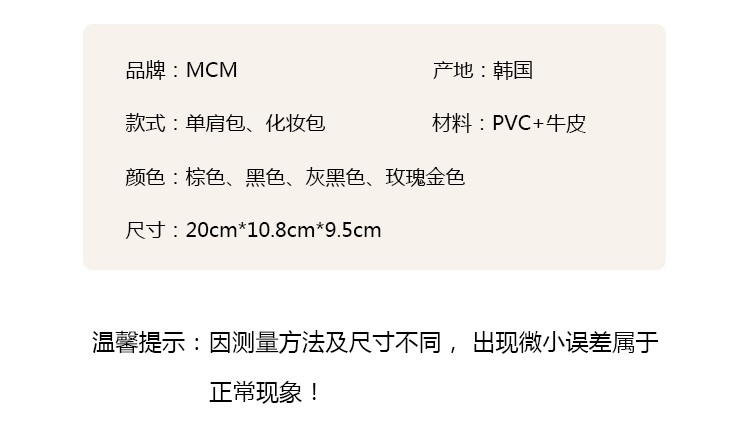 品牌：MCM 产地：韩国
款式：单肩包、化妆包 材料：PVC+牛皮
颜色：棕色、黑色、灰黑色、玫瑰金色
尺寸：20cm*10.8cm*9.5cm
温馨提示：因测量方法及尺寸不同，出现微小误差属于
正常现象！